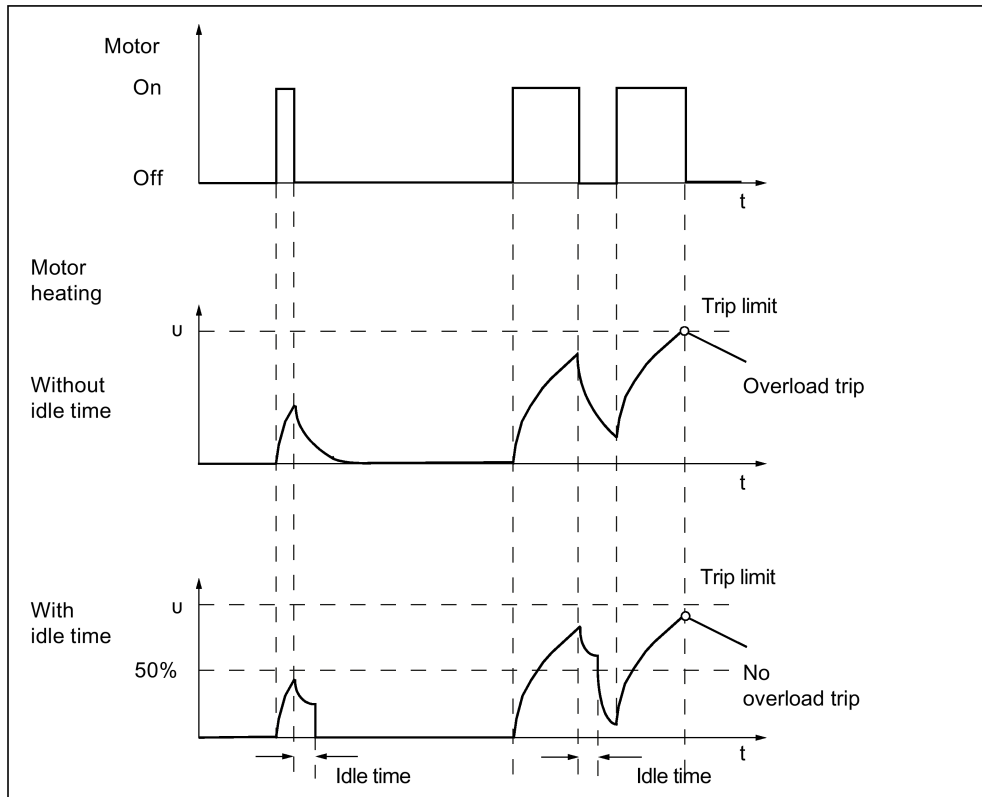 Motor
On
Off
t
Motor
heating
Trip limit
υ
Without
idle time
Overload trip
t
Trip limit
υ
With
idle time
50%
No
overload trip
t
Idle time
Idle time